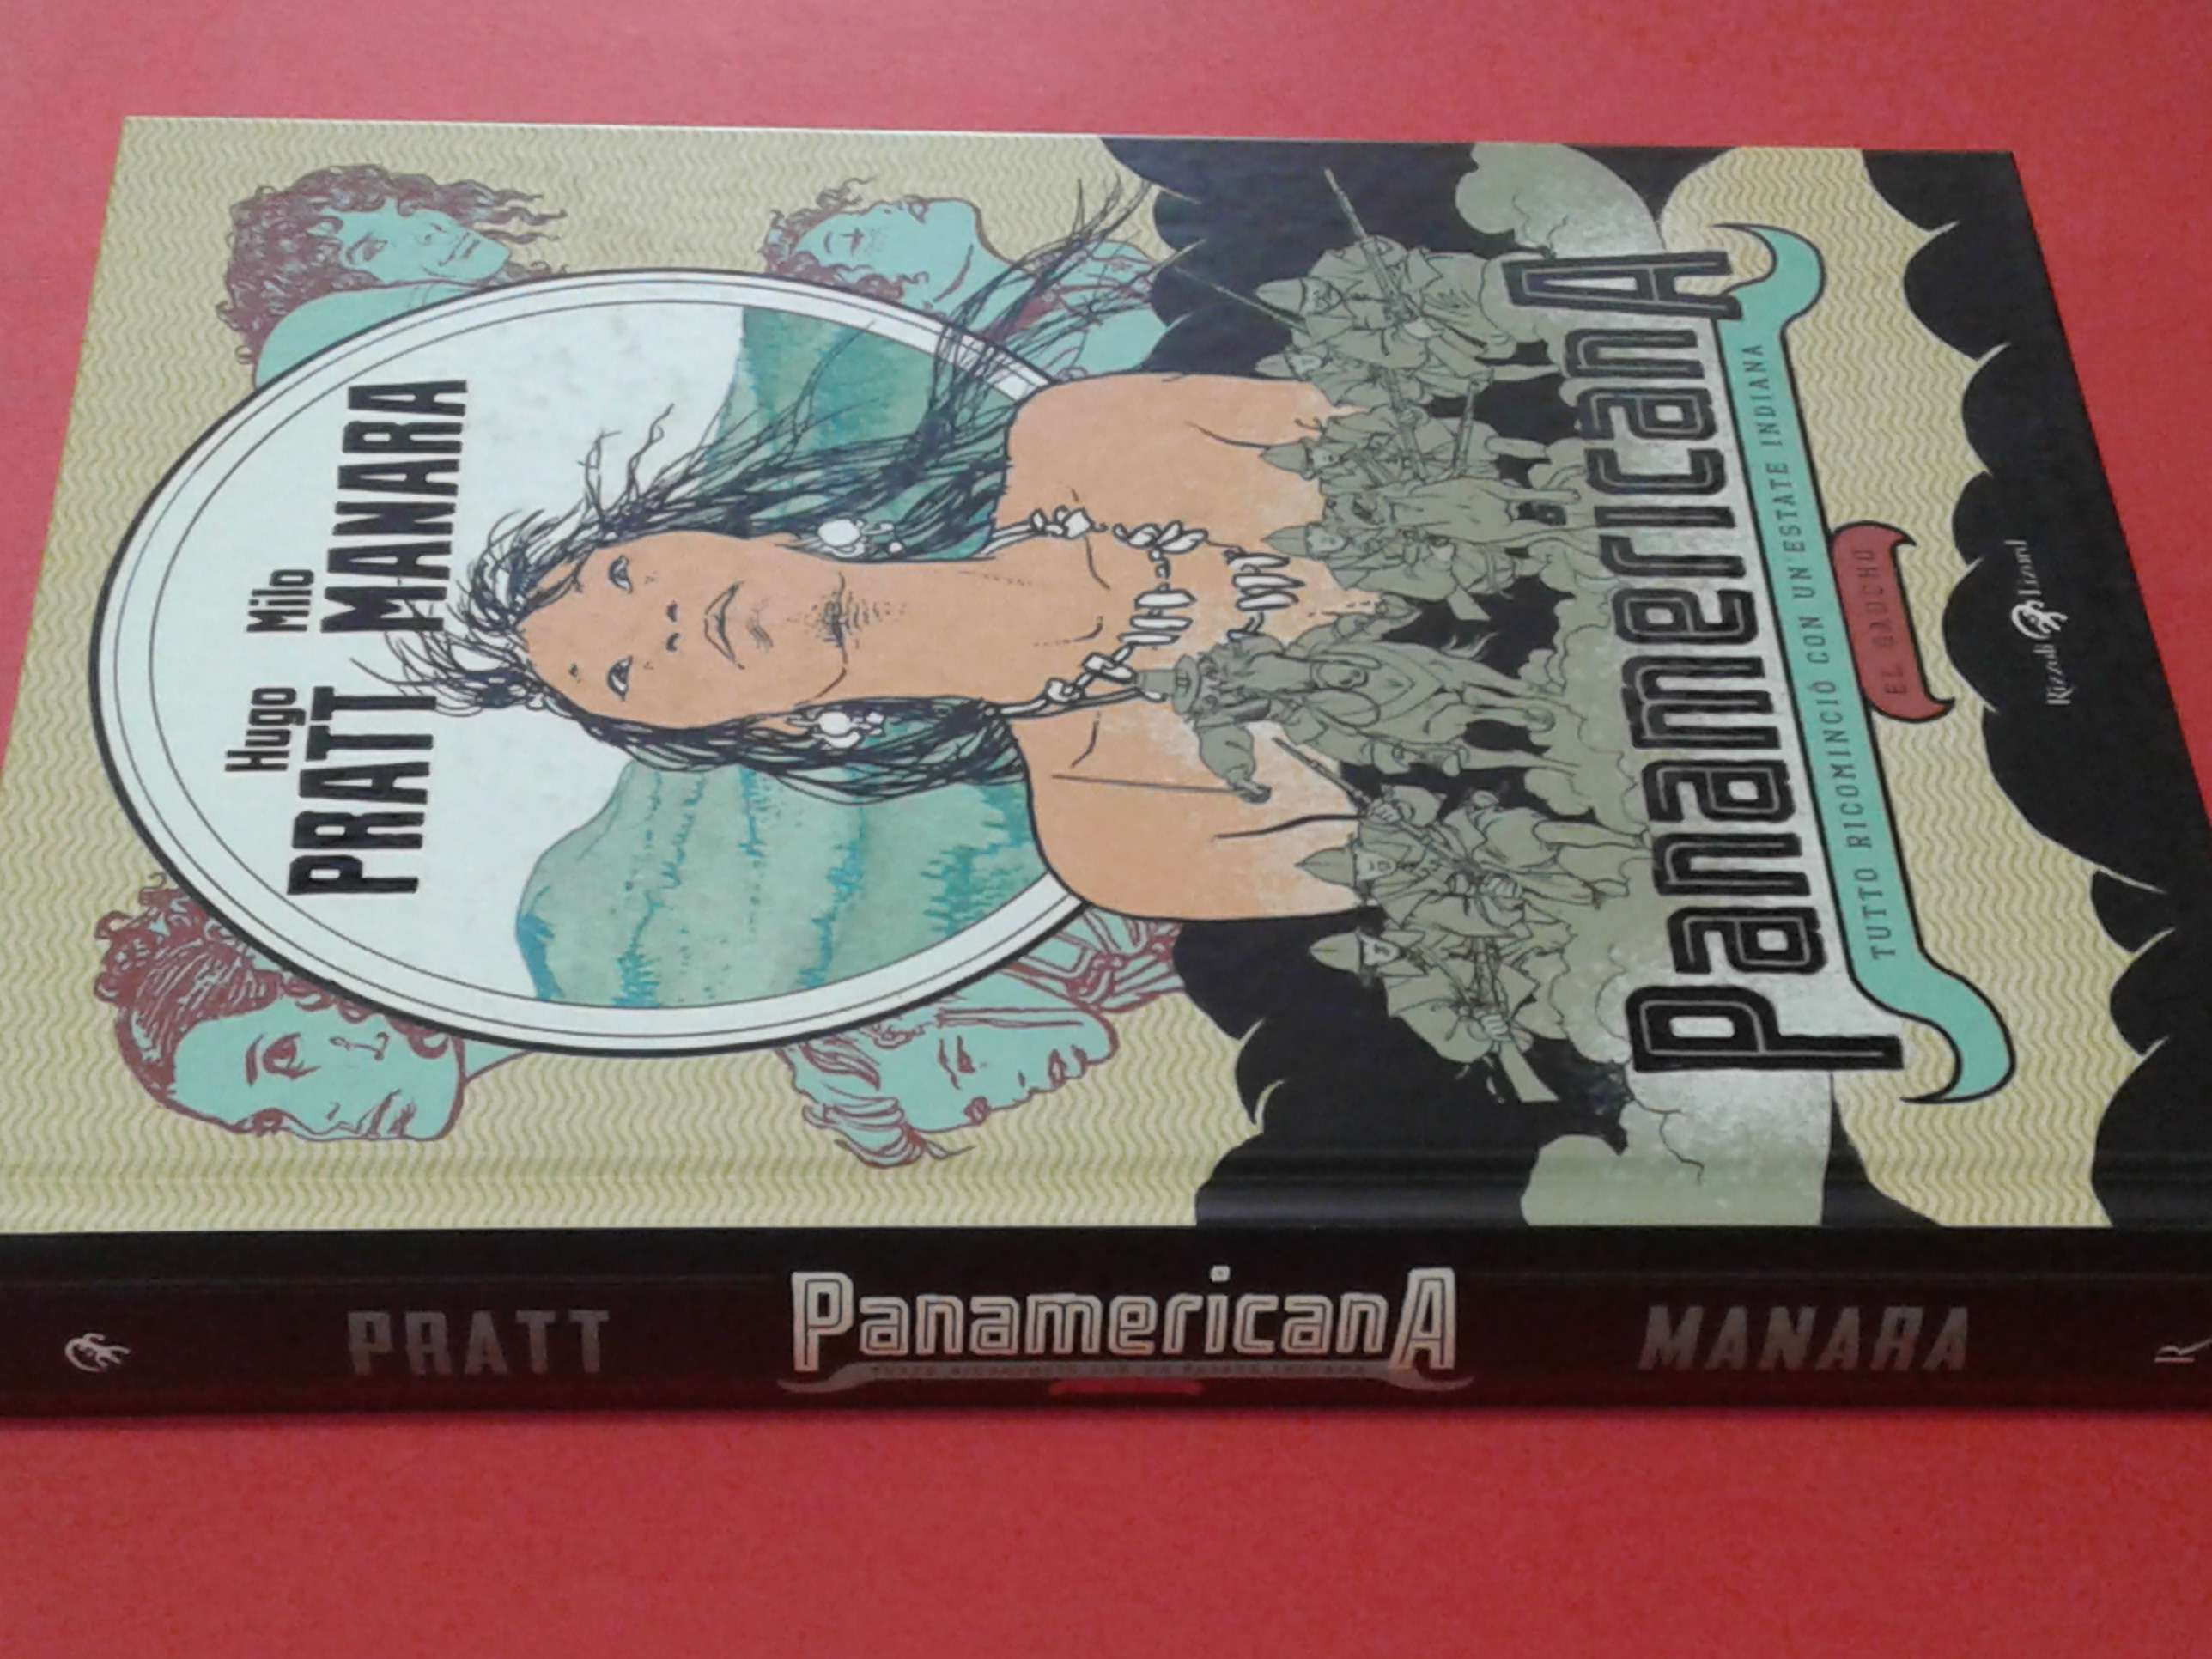 Hugo Milo
PRATT MANARA
PanamericanA
TUTTO RICOMINCIÒ CON UN'ESTATE INDIANA
EL GAUCHO
Rizzoli Lizard
PRATT
PanamericanA
MANARA
R